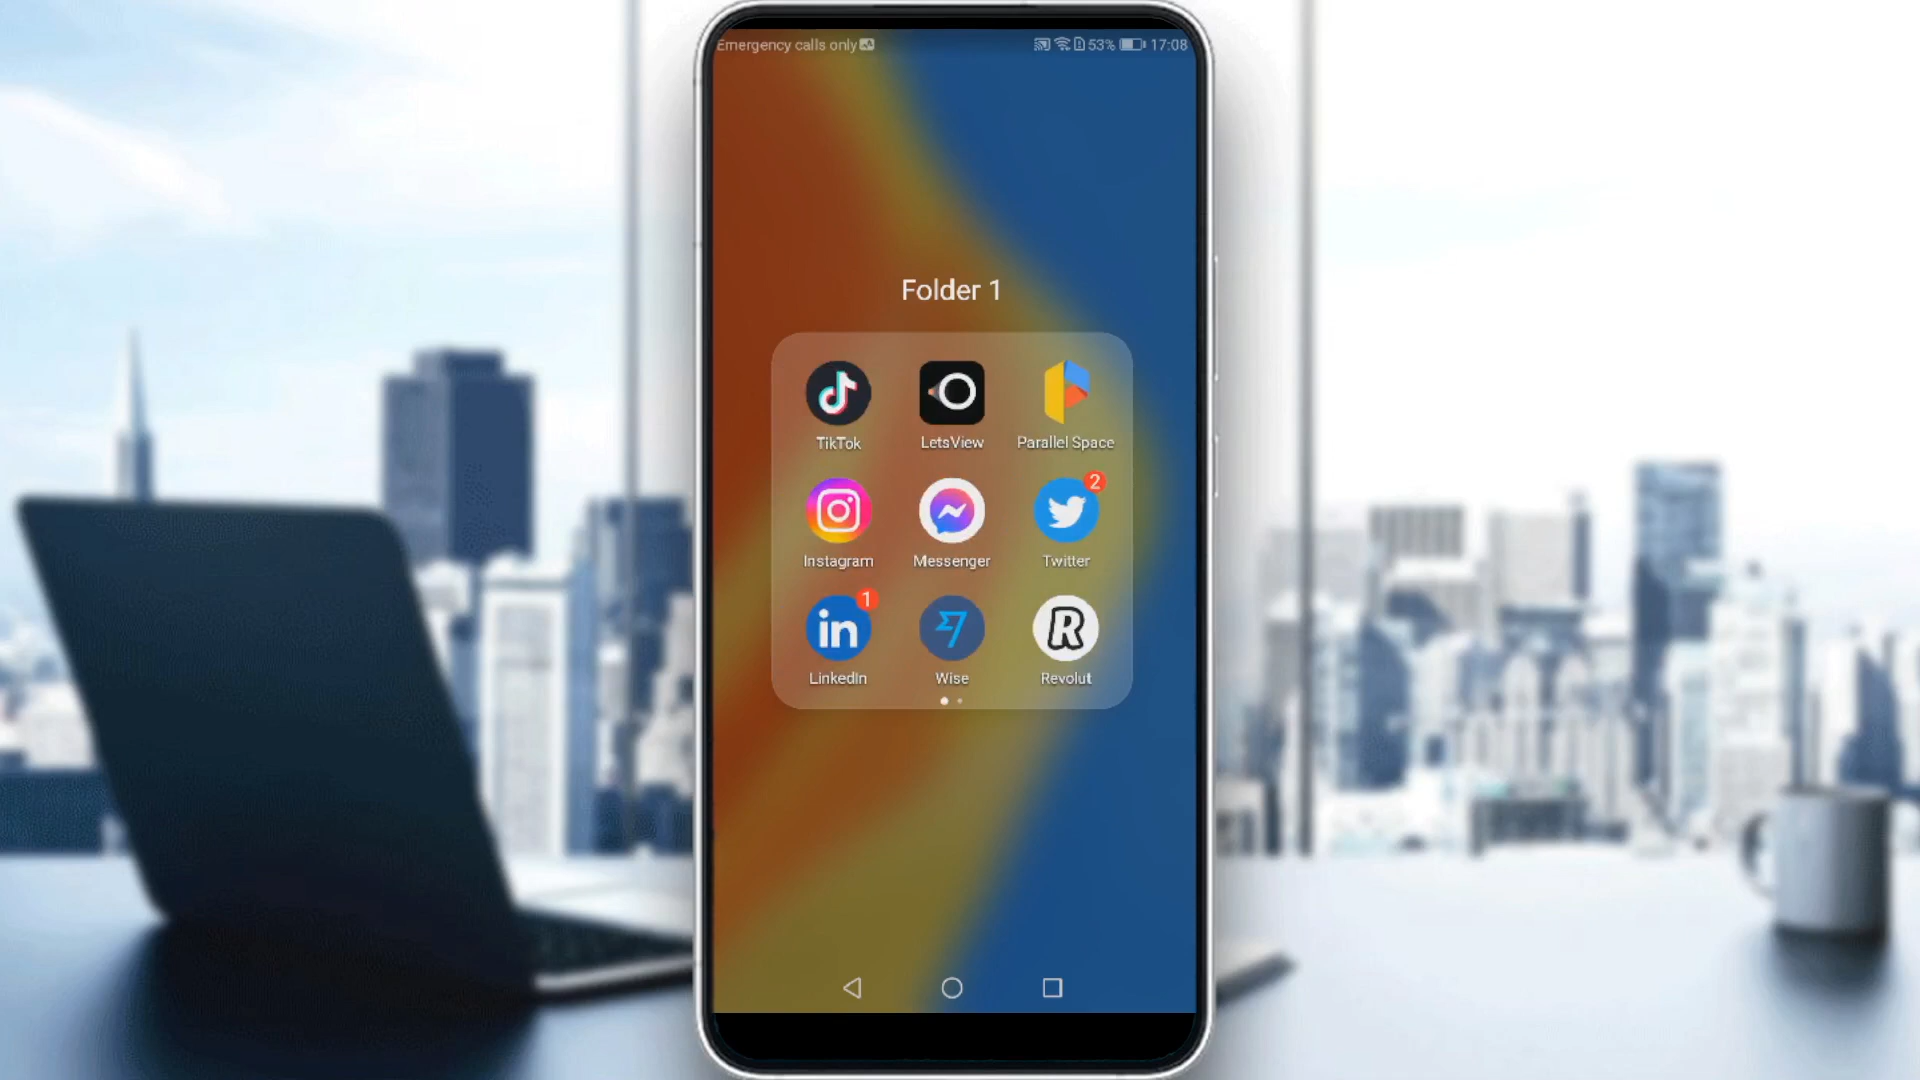 Emergency calls only
53% 17:08
Folder 1
TikTok LetsView Parallel Space
2
Instagram Messenger Twitter
1
in
R
LinkedIn Wise Revolut